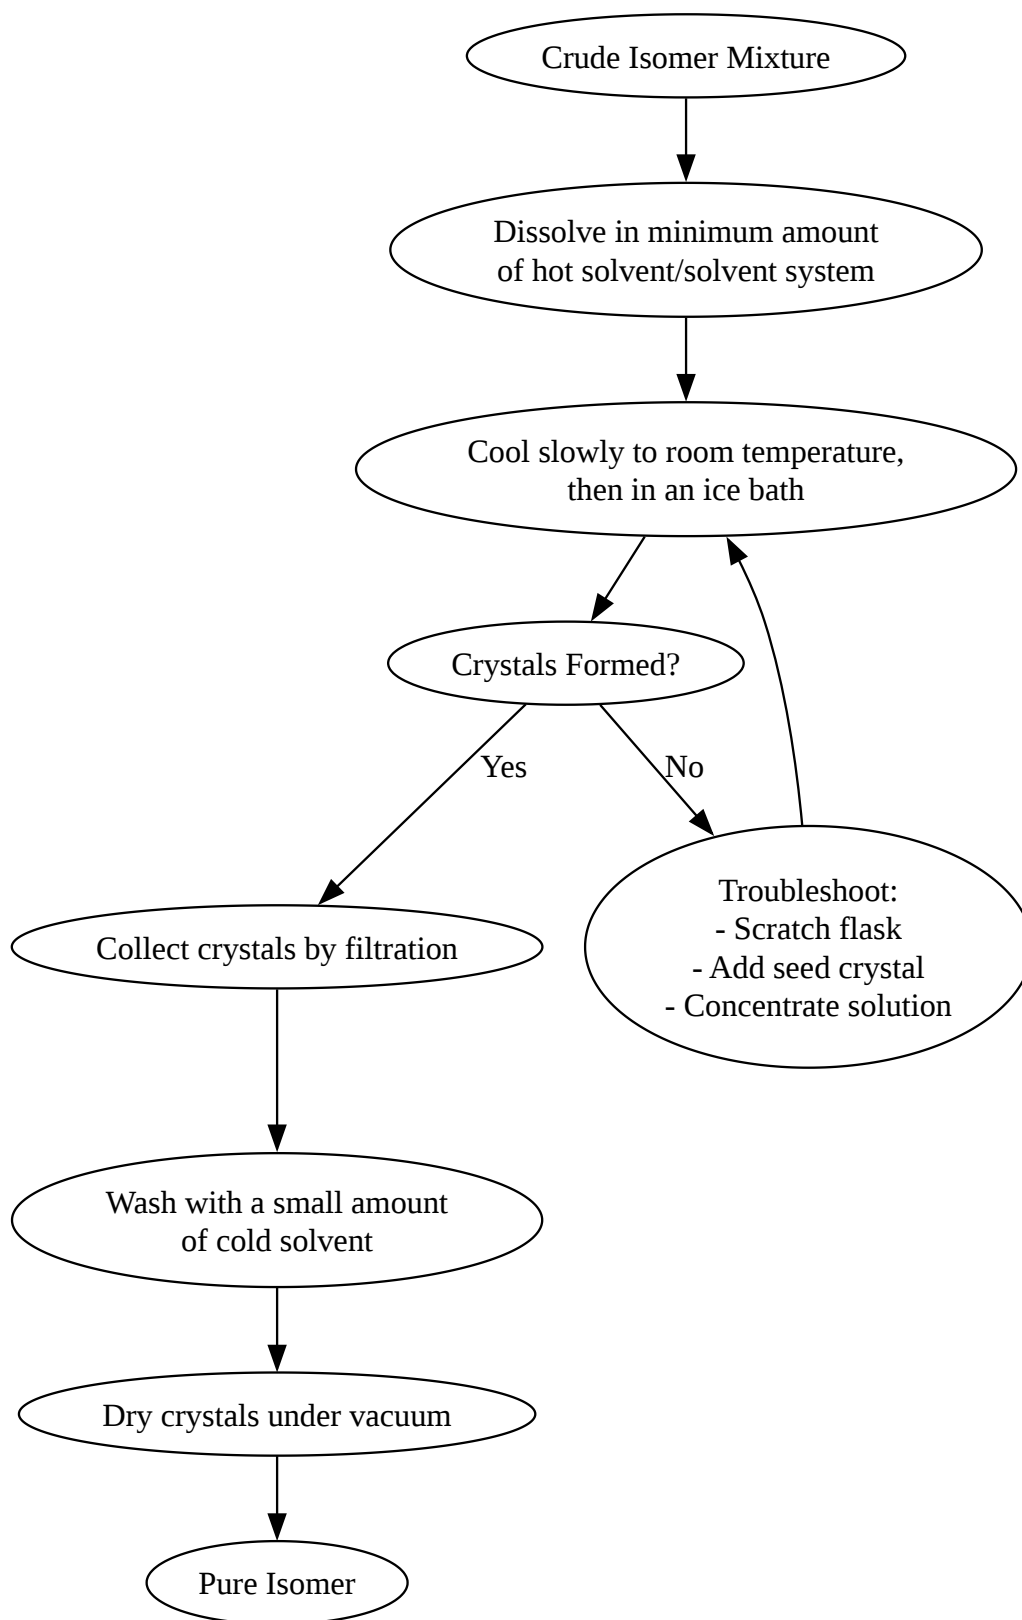 Crude Isomer Mixture
Dissolve in minimum amount
of hot solvent/solvent system
Cool slowly to room temperature,
then in an ice bath
Crystals Formed?
Yes
No
Troubleshoot:
- Scratch flask
- Add seed crystal
- Concentrate solution
Collect crystals by filtration
Wash with a small amount
of cold solvent
Dry crystals under vacuum
Pure Isomer